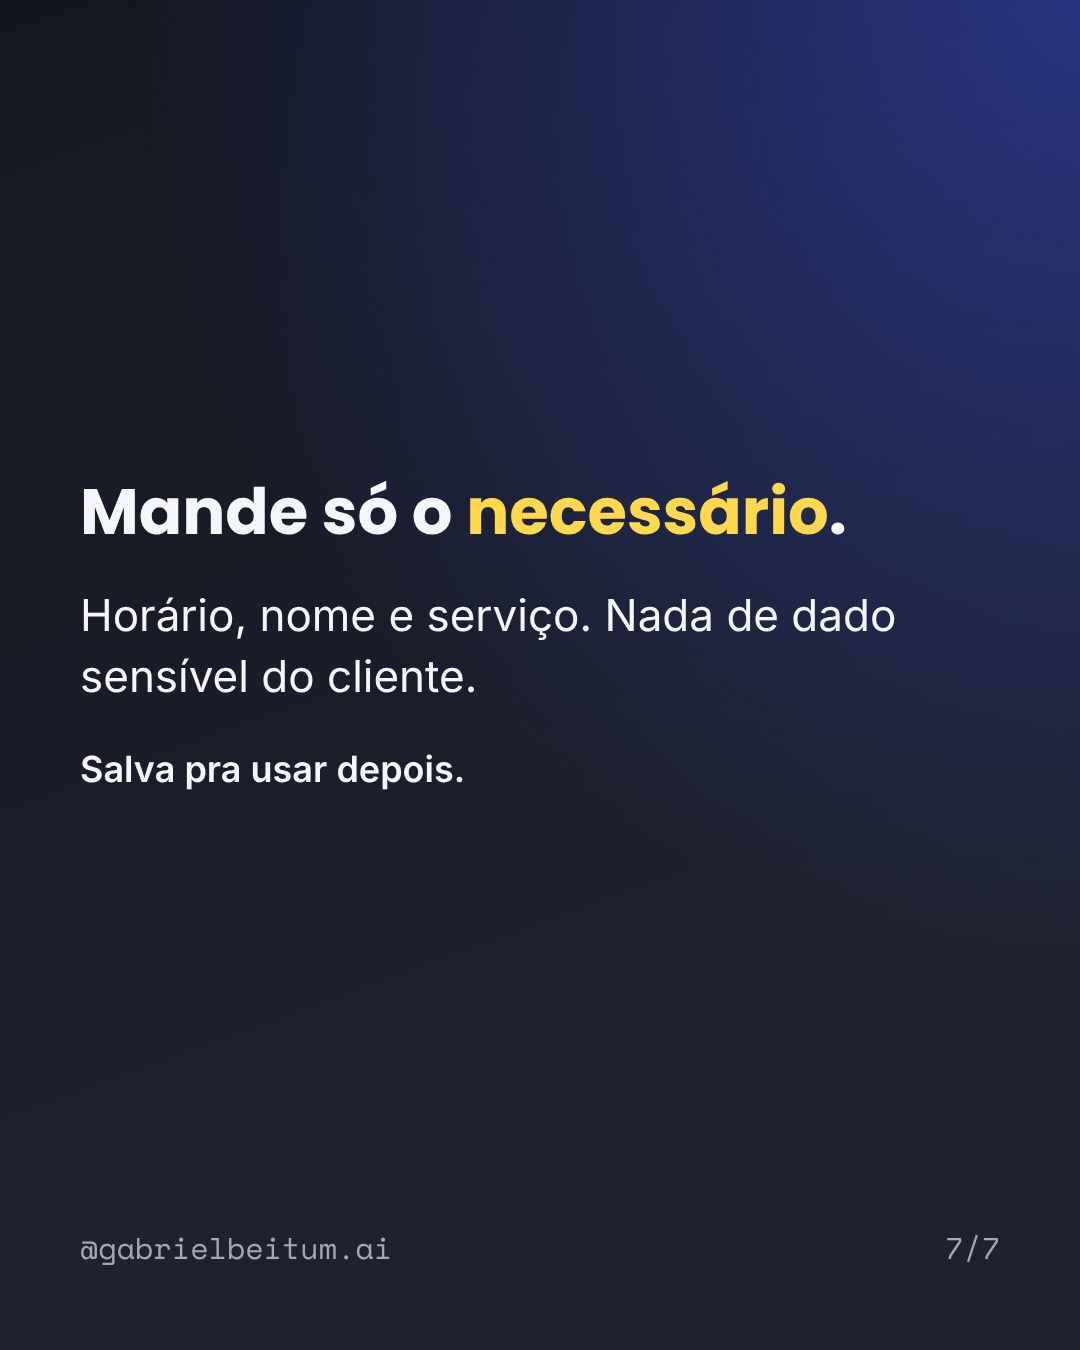 Mande só o necessário.
Horário, nome e serviço. Nada de dado
sensível do cliente.
Salva pra usar depois.
@gabrielbeitum.ai
7/7